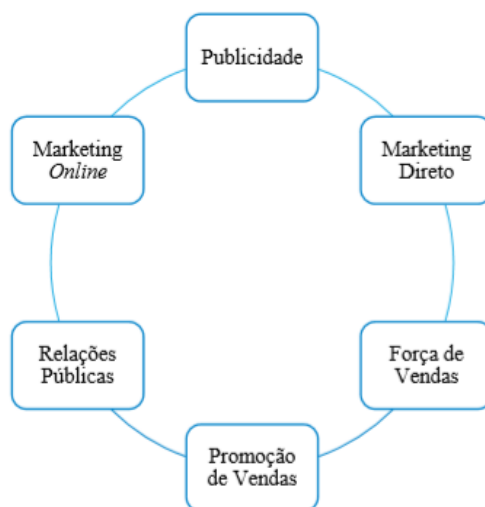 Publicidade
Marketing
Direto
Força de
Vendas
Promoção
de Vendas
Relações
Públicas
Marketing
Online